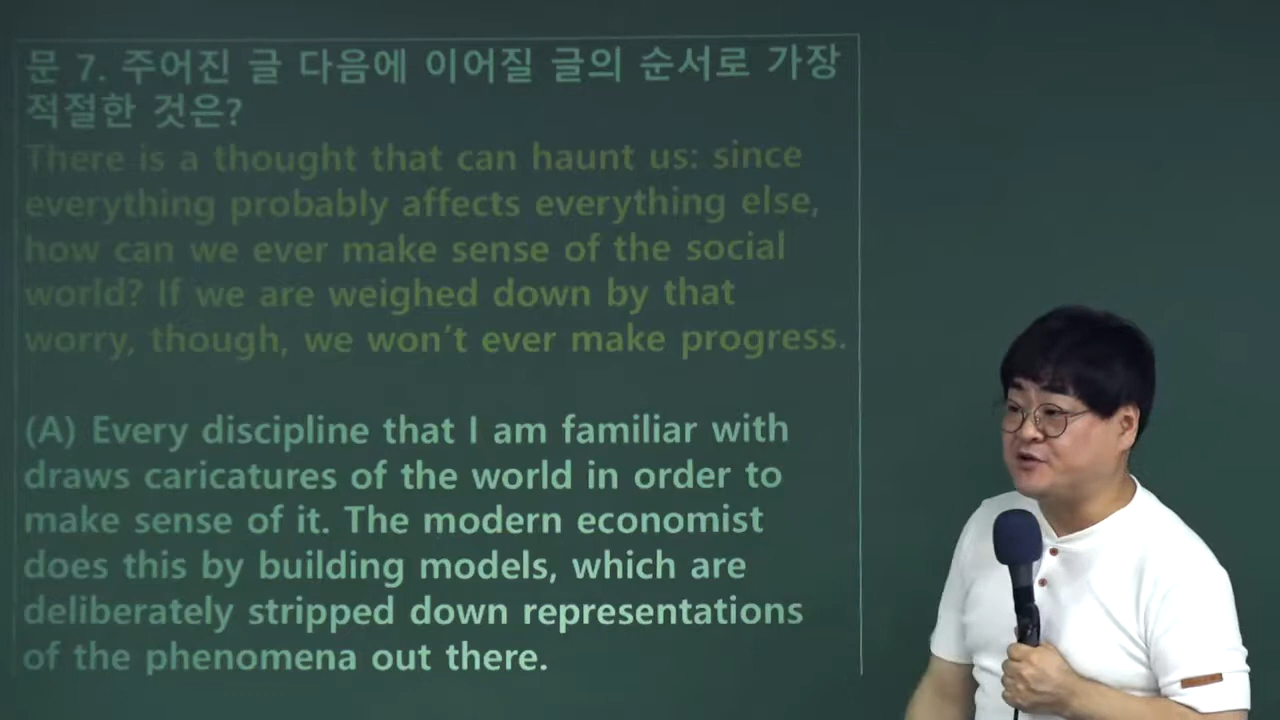 문 7. 주어진 글 다음에 이어질 글의 순서로 가장
적절한 것은?
There is a thought that can haunt us: since
everything probably affects everything else,
how can we ever make sense of the social
world? If we are weighed down by that
worry, though, we won't ever make progress.
(A) Every discipline that I am familiar with
draws caricatures of the world in order to
make sense of it. The modern economist
does this by building models, which are
deliberately stripped down representations
of the phenomena out there.